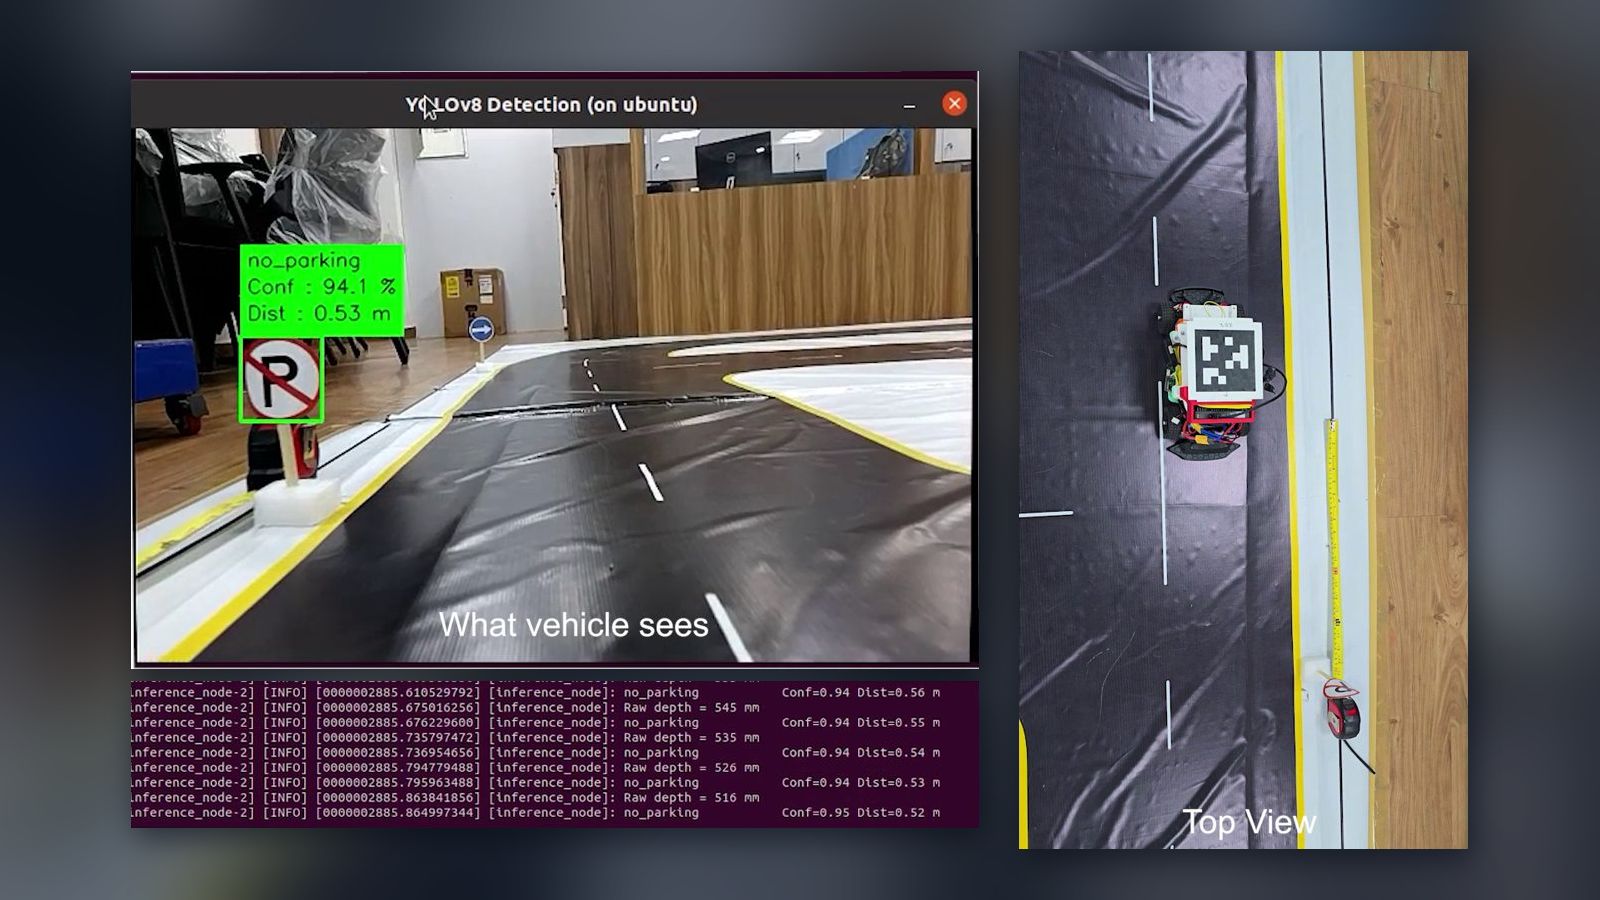 YOLOv8 Detection (on ubuntu)
no_parking
Conf : 94.1 %
Dist : 0.53 m
P
What vehicle sees
inference_node-2] [INFO] [0000002885.610529792] [inference_node]: no_parking Conf=0.94 Dist=0.56 m
inference_node-2] [INFO] [0000002885.675016256] [inference_node]: Raw depth = 545 mm
inference_node-2] [INFO] [0000002885.676229600] [inference_node]: no_parking Conf=0.94 Dist=0.55 m
inference_node-2] [INFO] [0000002885.735797472] [inference_node]: Raw depth = 535 mm
inference_node-2] [INFO] [0000002885.736954656] [inference_node]: no_parking Conf=0.94 Dist=0.54 m
inference_node-2] [INFO] [0000002885.794779488] [inference_node]: Raw depth = 526 mm
inference_node-2] [INFO] [0000002885.795963488] [inference_node]: no_parking Conf=0.94 Dist=0.53 m
inference_node-2] [INFO] [0000002885.863841856] [inference_node]: Raw depth = 516 mm
inference_node-2] [INFO] [0000002885.864997344] [inference_node]: no_parking Conf=0.95 Dist=0.52 m
Top View